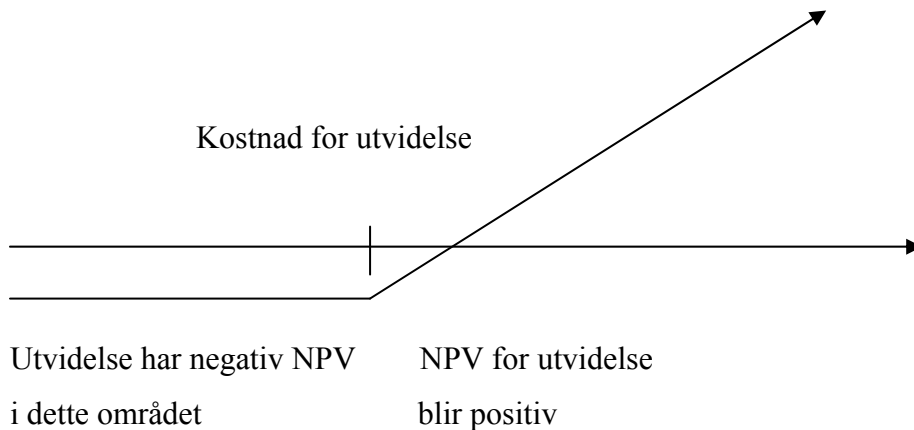 Kostnad for utvidelse
Utvidelse har negativ NPV
i dette området
NPV for utvidelse
blir positiv